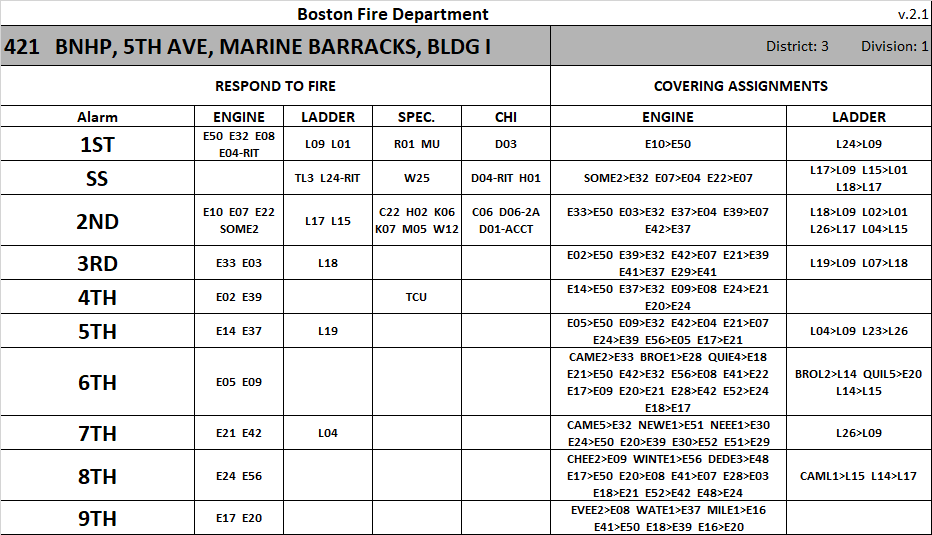 Boston Fire Department v.2.1
421 BNHP, 5TH AVE, MARINE BARRACKS, BLDG I District: 3 Division: 1
RESPOND TO FIRE COVERING ASSIGNMENTS
Alarm ENGINE LADDER SPEC. CHI ENGINE LADDER
1ST E50 E32 E08 L09 L01 R01 MU D03 E10>E50 L24>L09
E04-RIT
SS TL3 L24-RIT W25 D04-RIT H01 SOME2>E32 E07>E04 E22>E07 L17>L09 L15>L01
L18>L17
2ND E10 E07 E22 L17 L15 C22 H02 K06 C06 D06-2A E33>E50 E03>E32 E37>E04 E39>E07 L18>L09 L02>L01
SOME2 K07 M05 W12 D01-ACCT E42>E37 L26>L17 L04>L15
3RD E33 E03 L18 E02>E50 E39>E32 E42>E07 E21>E39 L19>L09 L07>L18
E41>E37 E29>E41
4TH E02 E39 TCU E14>E50 E37>E32 E09>E08 E24>E21
E20>E24
5TH E14 E37 L19 E05>E50 E09>E32 E42>E04 E21>E07 L04>L09 L23>L26
E24>E39 E56>E05 E17>E21
6TH E05 E09 CAME2>E33 BROE1>E28 QUIE4>E18
E21>E50 E42>E32 E56>E08 E41>E22 BROL2>L14 QUIL5>E20
E17>E09 E20>E21 E28>E42 E52>E24 L14>L15
E18>E17
7TH E21 E42 L04 CAME5>E32 NEWE1>E51 NEEE1>E30 L26>L09
E24>E50 E20>E39 E30>E52 E51>E29
8TH E24 E56 CHEE2>E09 WINTE1>E56 DEDE3>E48
E17>E50 E20>E08 E41>E07 E28>E03 CAML1>L15 L14>L17
E18>E21 E52>E42 E48>E24
9TH E17 E20 EVEE2>E08 WATE1>E37 MILE1>E16
E41>E50 E18>E39 E16>E20